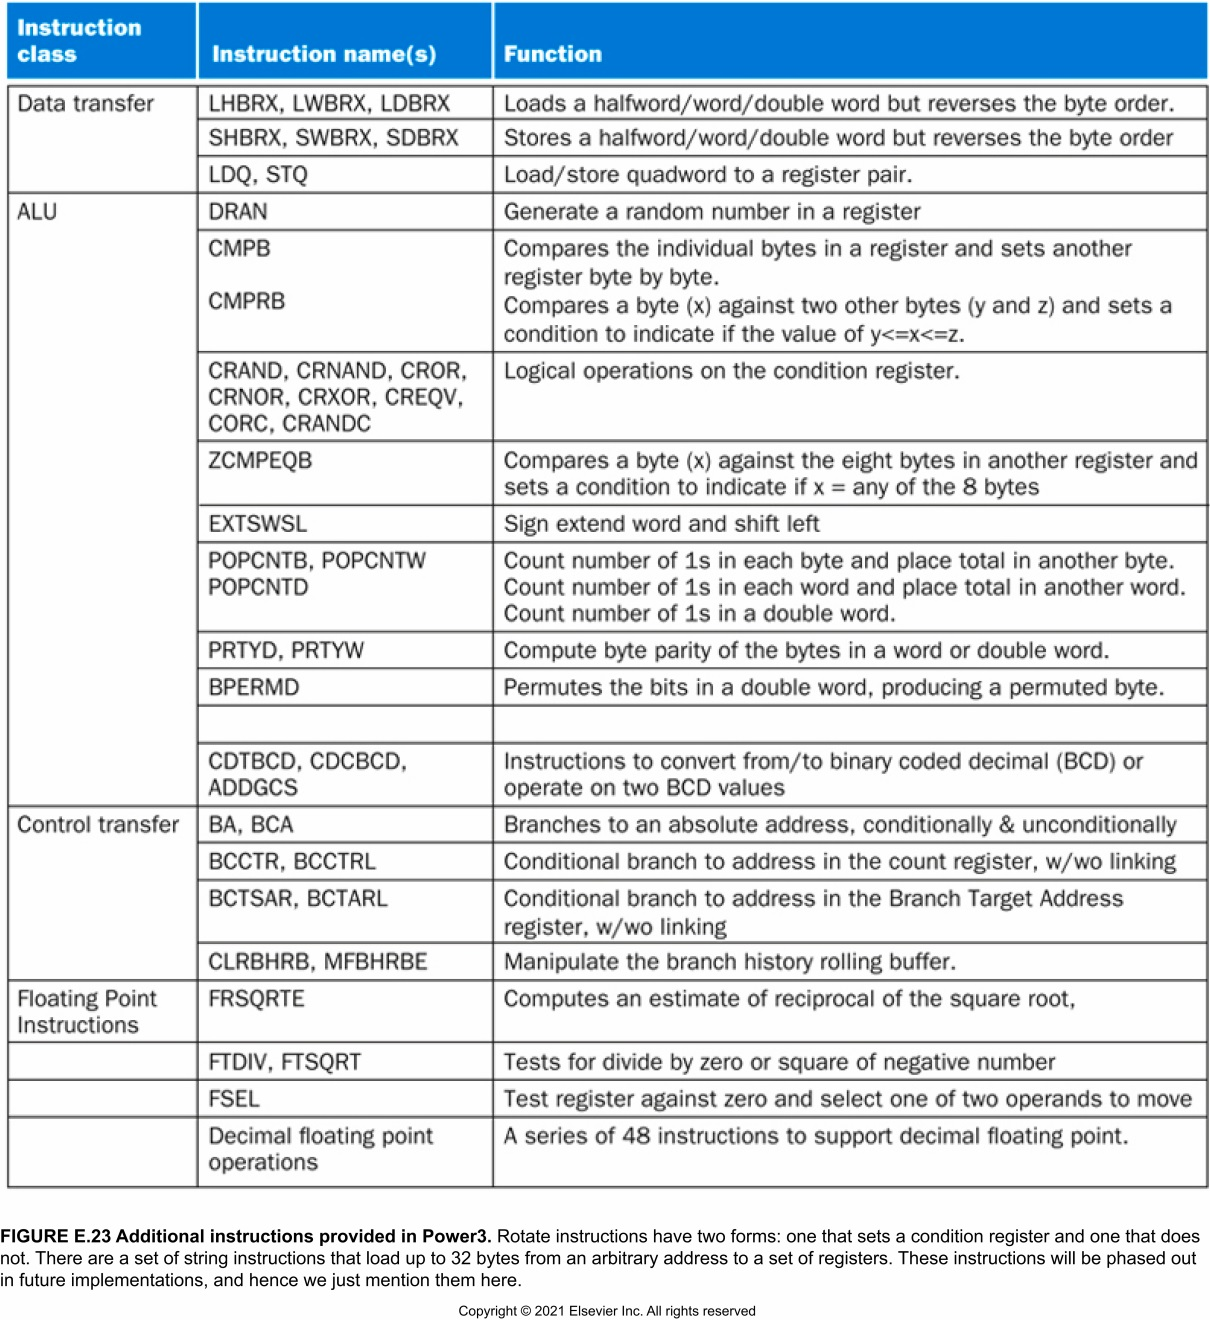 Instruction class Instruction name(s) Function
Data transfer LHBRX, LWBRX, LDBRX Loads a halfword/word/double word but reverses the byte order.
SHBRX, SWBRX, SDBRX Stores a halfword/word/double word but reverses the byte order
LDQ, STQ Load/store quadword to a register pair.
ALU DRAN Generate a random number in a register
CMPB Compares the individual bytes in a register and sets another
register byte by byte.
CMPRB Compares a byte (x) against two other bytes (y and z) and sets a
condition to indicate if the value of y<=x<=z.
CRAND, CRNAND, CROR, Logical operations on the condition register.
CRNOR, CRXOR, CREQV,
CORC, CRANDC
ZCMPEQB Compares a byte (x) against the eight bytes in another register and
sets a condition to indicate if x = any of the 8 bytes
EXTSWSL Sign extend word and shift left
POPCNTB, POPCNTW Count number of 1s in each byte and place total in another byte.
POPCNTD Count number of 1s in each word and place total in another word.
Count number of 1s in a double word.
PRTYD, PRTYW Compute byte parity of the bytes in a word or double word.
BPERMD Permutes the bits in a double word, producing a permuted byte.
CDTBCD, CDCBCD, Instructions to convert from/to binary coded decimal (BCD) or
ADDGCS operate on two BCD values
Control transfer BA, BCA Branches to an absolute address, conditionally & unconditionally
BCCTR, BCCTRL Conditional branch to address in the count register, w/wo linking
BCTSAR, BCTARL Conditional branch to address in the Branch Target Address
register, w/wo linking
CLRBHRB, MFBHRBE Manipulate the branch history rolling buffer.
Floating Point FRSQRTE Computes an estimate of reciprocal of the square root,
Instructions
FTDIV, FTSQRT Tests for divide by zero or square of negative number
FSEL Test register against zero and select one of two operands to move
Decimal floating point A series of 48 instructions to support decimal floating point.
operations
FIGURE E.23 Additional instructions provided in Power3. Rotate instructions have two forms: one that sets a condition register and one that does
not. There are a set of string instructions that load up to 32 bytes from an arbitrary address to a set of registers. These instructions will be phased out
in future implementations, and hence we just mention them here.
Copyright © 2021 Elsevier Inc. All rights reserved